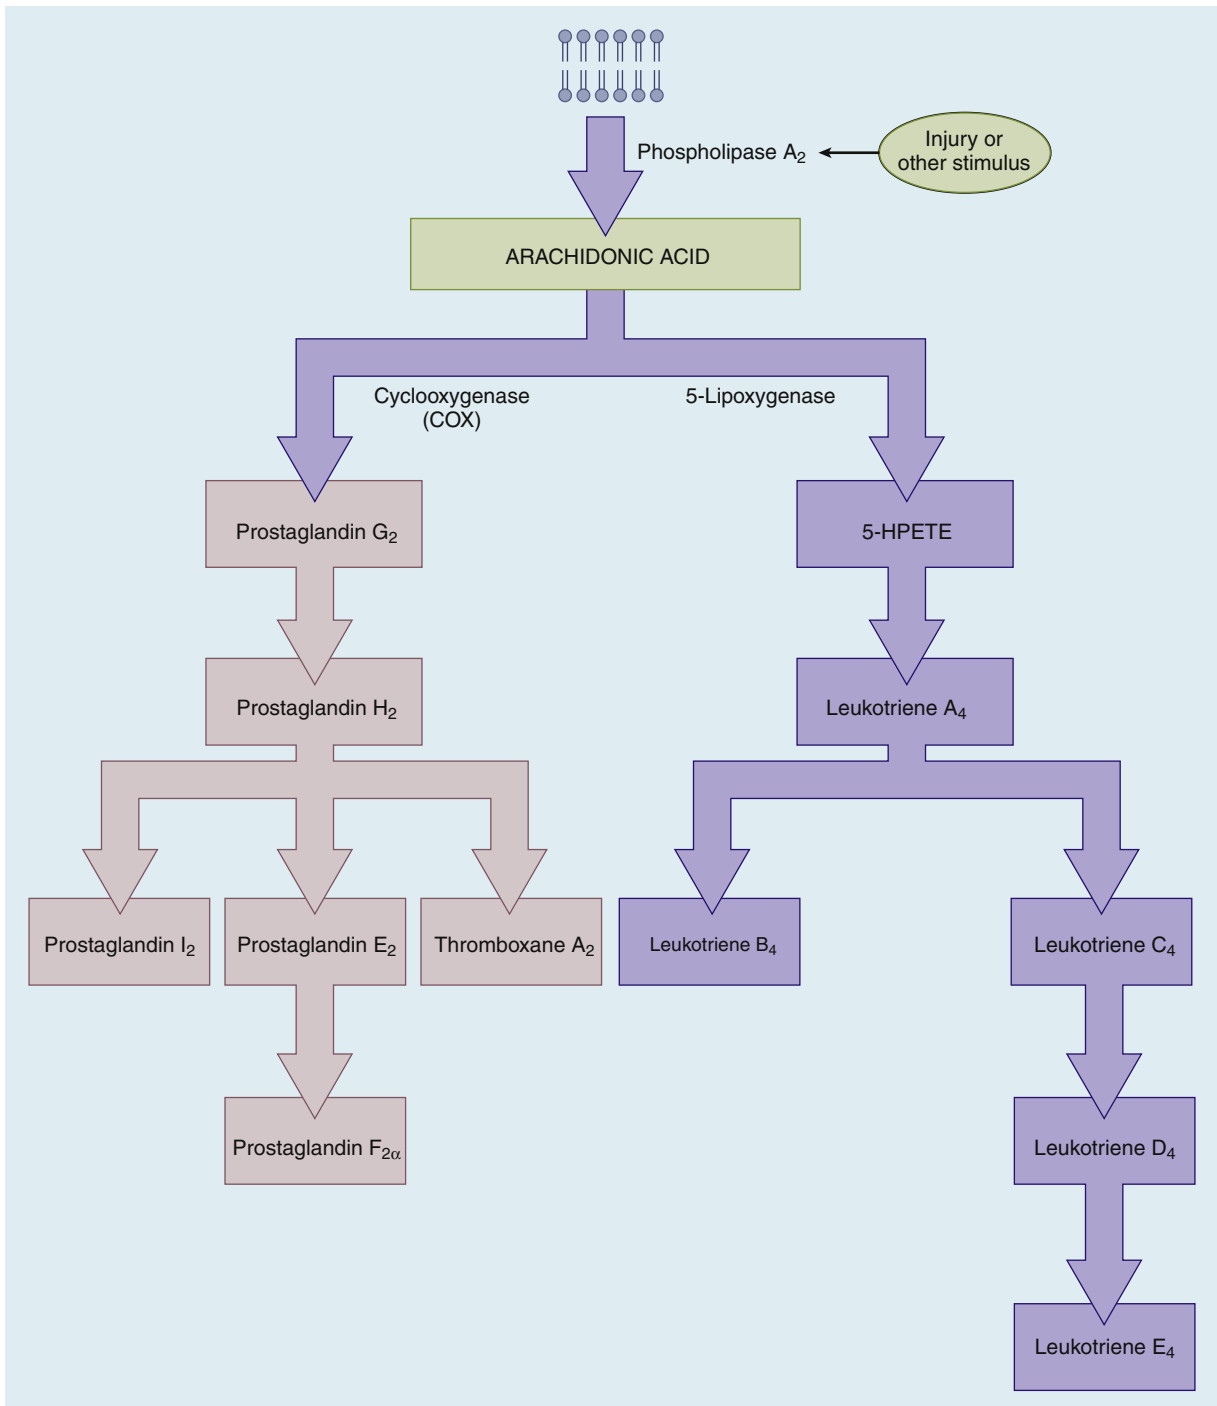 Phospholipase A₂
Injury or
other stimulus
ARACHIDONIC ACID
Cyclooxygenase
(COX)
5-Lipoxygenase
Prostaglandin G₂
5-HPETE
Prostaglandin H₂
Leukotriene A₄
Prostaglandin I₂
Prostaglandin E₂
Thromboxane A₂
Leukotriene B₄
Leukotriene C₄
Prostaglandin F₂α
Leukotriene D₄
Leukotriene E₄